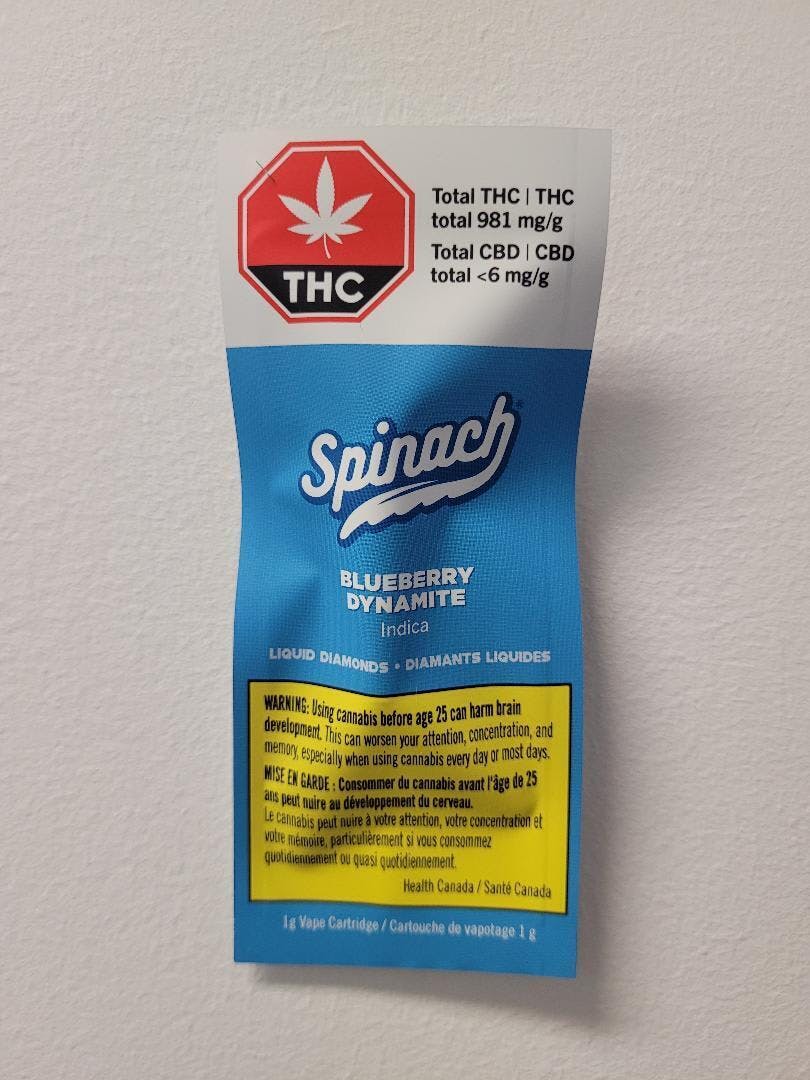 THC
Total THC | THC
total 981 mg/g
Total CBD | CBD
total <6 mg/g
Spinach®
BLUEBERRY
DYNAMITE
Indica
LIQUID DIAMONDS • DIAMANTS LIQUIDES
WARNING: Using cannabis before age 25 can harm brain
development. This can worsen your attention, concentration, and
memory, especially when using cannabis every day or most days.
MISE EN GARDE : Consommer du cannabis avant l'âge de 25
ans peut nuire au développement du cerveau.
Le cannabis peut nuire à votre attention, votre concentration et
votre mémoire, particulièrement si vous consommez
quotidiennement ou quasi quotidiennement.
Health Canada / Santé Canada
1g Vape Cartridge / Cartouche de vapotage 1 g